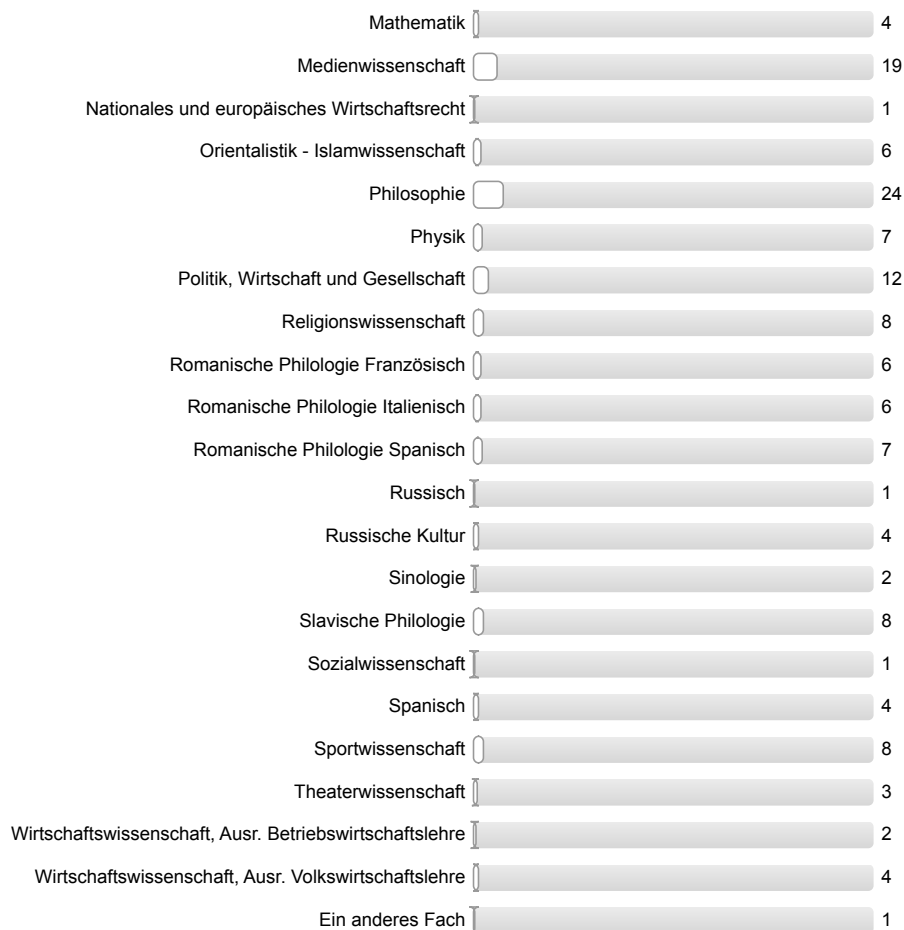 Mathematik 4
Medienwissenschaft 19
Nationales und europäisches Wirtschaftsrecht 1
Orientalistik - Islamwissenschaft 6
Philosophie 24
Physik 7
Politik, Wirtschaft und Gesellschaft 12
Religionswissenschaft 8
Romanische Philologie Französisch 6
Romanische Philologie Italienisch 6
Romanische Philologie Spanisch 7
Russisch 1
Russische Kultur 4
Sinologie 2
Slavische Philologie 8
Sozialwissenschaft 1
Spanisch 4
Sportwissenschaft 8
Theaterwissenschaft 3
Wirtschaftswissenschaft, Ausr. Betriebswirtschaftslehre 2
Wirtschaftswissenschaft, Ausr. Volkswirtschaftslehre 4
Ein anderes Fach 1